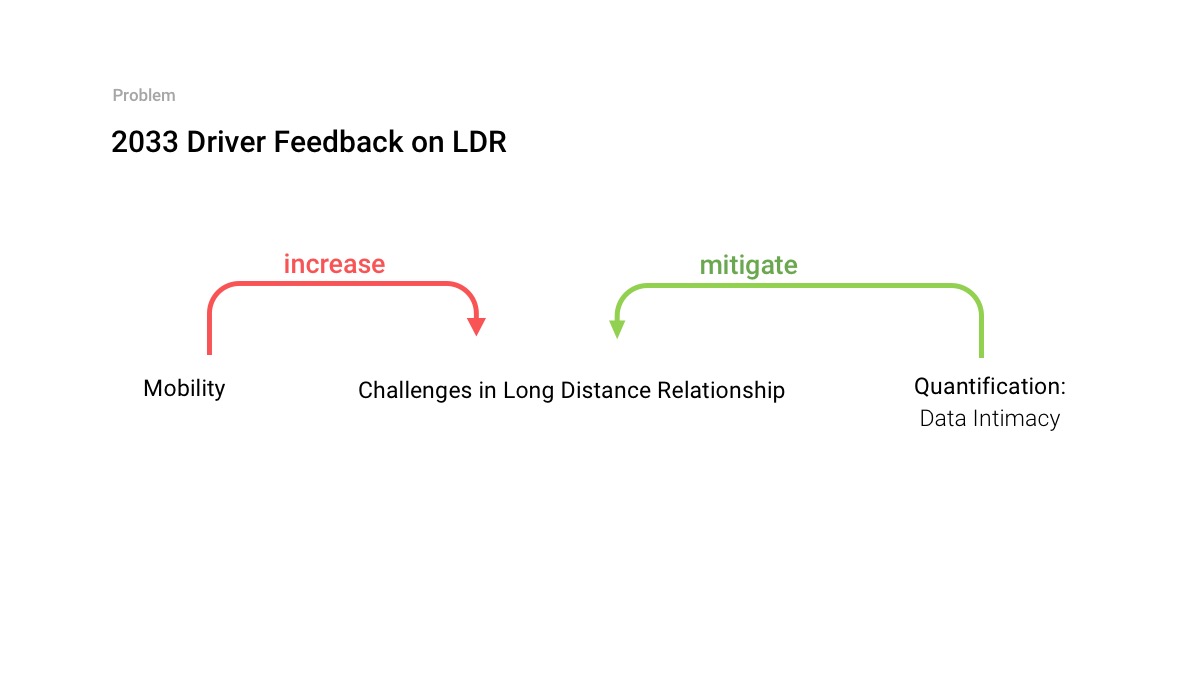 Problem
2033 Driver Feedback on LDR
increase
mitigate
Mobility
Challenges in Long Distance Relationship
Quantification:
Data Intimacy